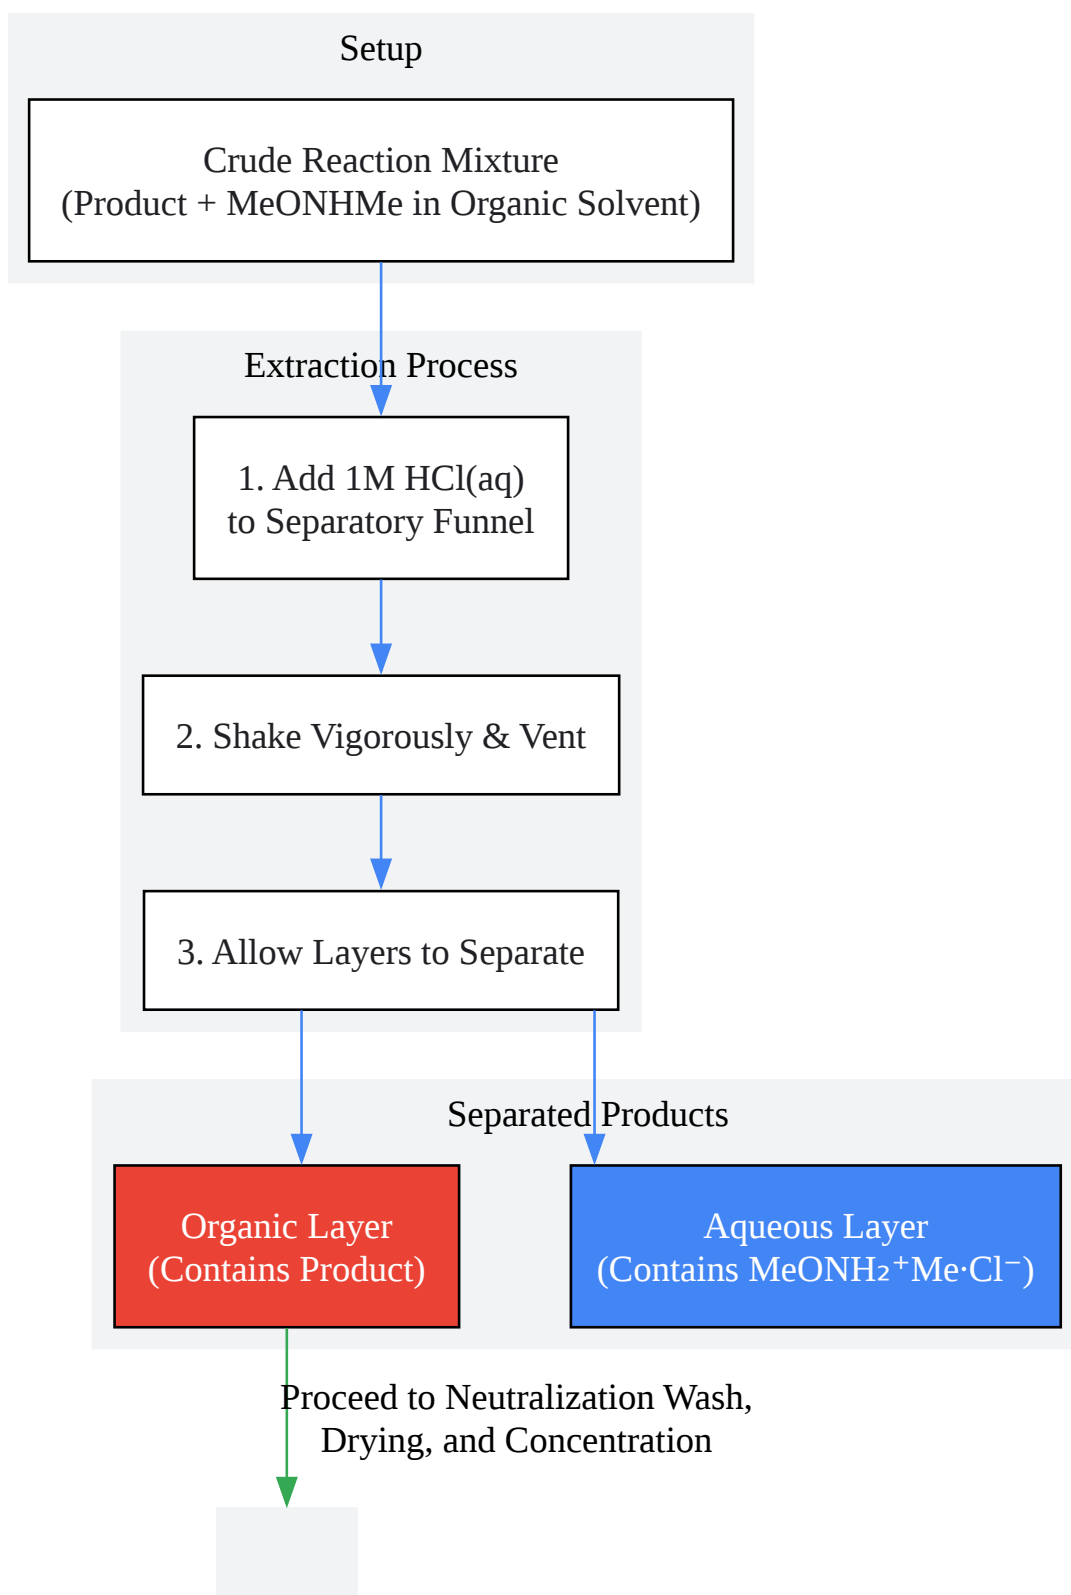 Setup
Crude Reaction Mixture
(Product + MeONHMe in Organic Solvent)
Extraction Process
1. Add 1M HCl(aq)
to Separatory Funnel
2. Shake Vigorously & Vent
3. Allow Layers to Separate
Separated Products
Organic Layer
(Contains Product)
Aqueous Layer
(Contains MeONH₂⁺Me·Cl⁻)
Proceed to Neutralization Wash,
Drying, and Concentration